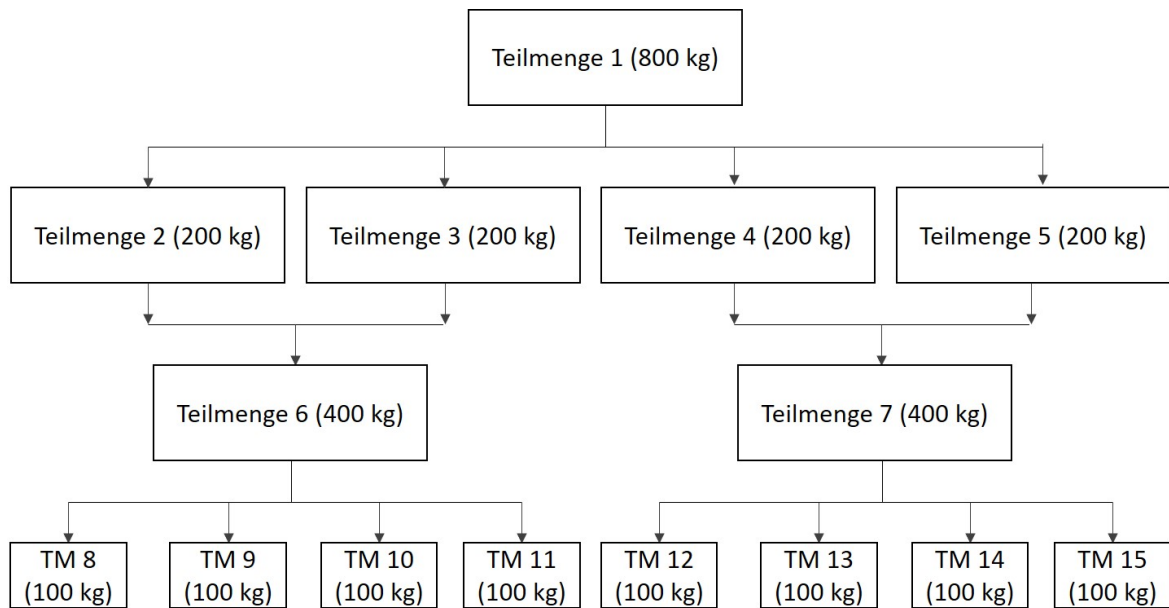 Teilmenge 1 (800 kg)
Teilmenge 2 (200 kg)
Teilmenge 3 (200 kg)
Teilmenge 4 (200 kg)
Teilmenge 5 (200 kg)
Teilmenge 6 (400 kg)
Teilmenge 7 (400 kg)
TM 8
(100 kg)
TM 9
(100 kg)
TM 10
(100 kg)
TM 11
(100 kg)
TM 12
(100 kg)
TM 13
(100 kg)
TM 14
(100 kg)
TM 15
(100 kg)